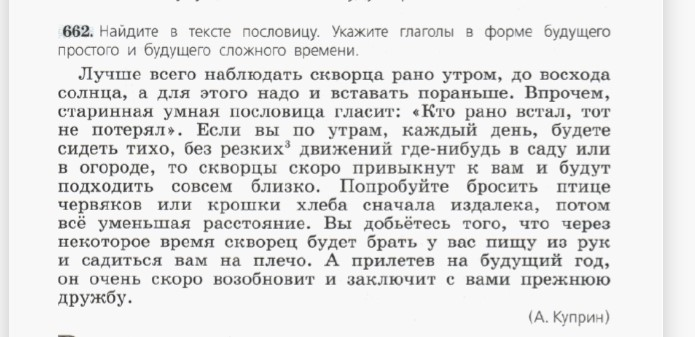 662. Найдите в тексте пословицу. Укажите глаголы в форме будущего
простого и будущего сложного времени.
Лучше всего наблюдать скворца рано утром, до восхода
солнца, а для этого надо и вставать пораньше. Впрочем,
старинная умная пословица гласит: «Кто рано встал, тот
не потерял». Если вы по утрам, каждый день, будете
сидеть тихо, без резких³ движений где-нибудь в саду или
в огороде, то скворцы скоро привыкнут к вам и будут
подходить совсем близко. Попробуйте бросить птице
червяков или крошки хлеба сначала издалека, потом
всё уменьшая расстояние. Вы добьётесь того, что через
некоторое время скворец будет брать у вас пищу из рук
и садиться вам на плечо. А прилетев на будущий год,
он очень скоро возобновит и заключит с вами прежнюю
дружбу.
(А. Куприн)